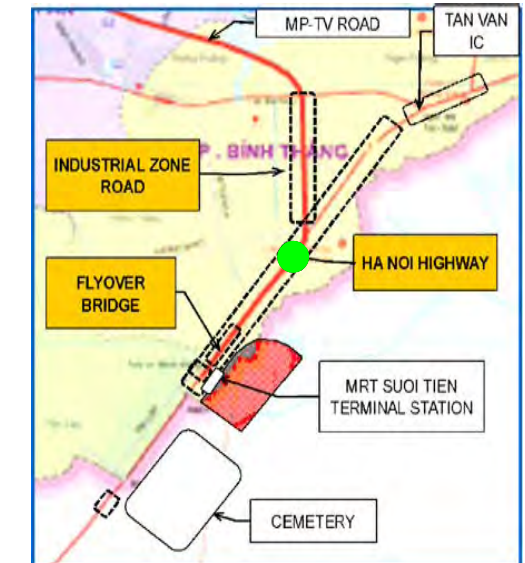 MP-TV ROAD
TAN VAN
IC
INDUSTRIAL ZONE
ROAD
P. BÌNH THẮNG
HA NOI HIGHWAY
FLYOVER
BRIDGE
MRT SUOI TIEN
TERMINAL STATION
CEMETERY